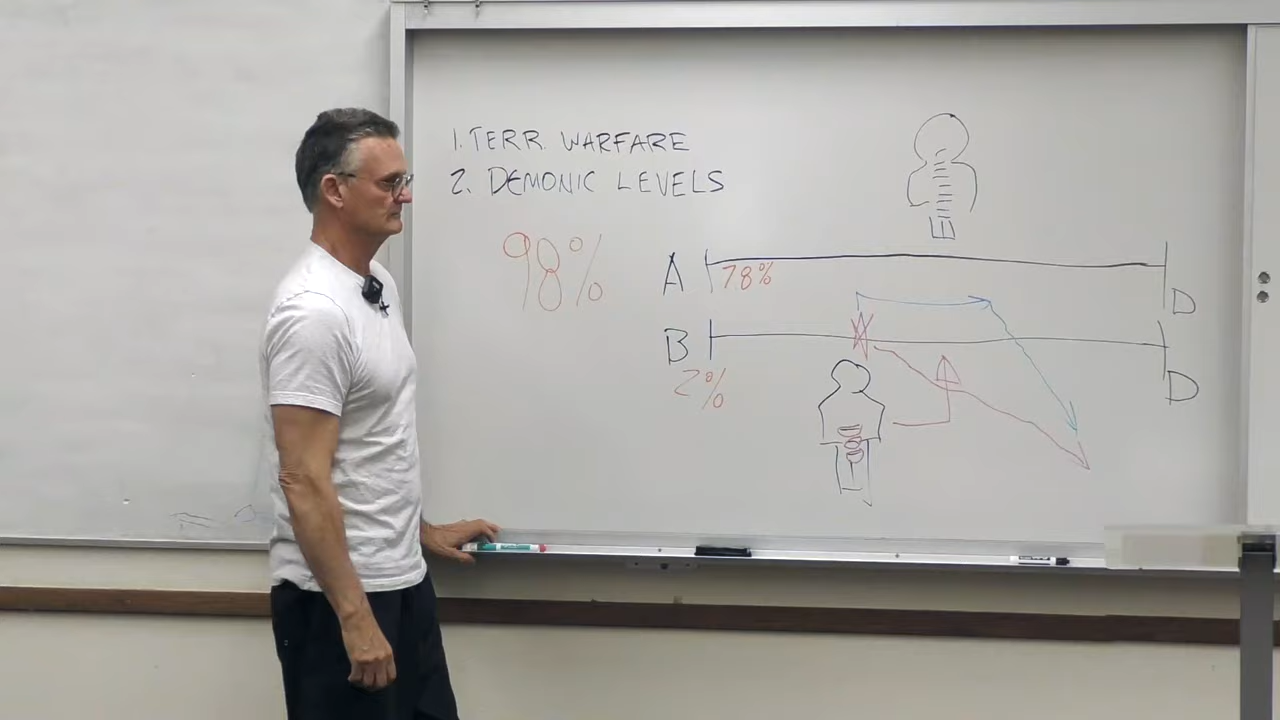 1. TERR. WARFARE
2. DEMONIC LEVELS
98%
A
78%
D
B
2%
D